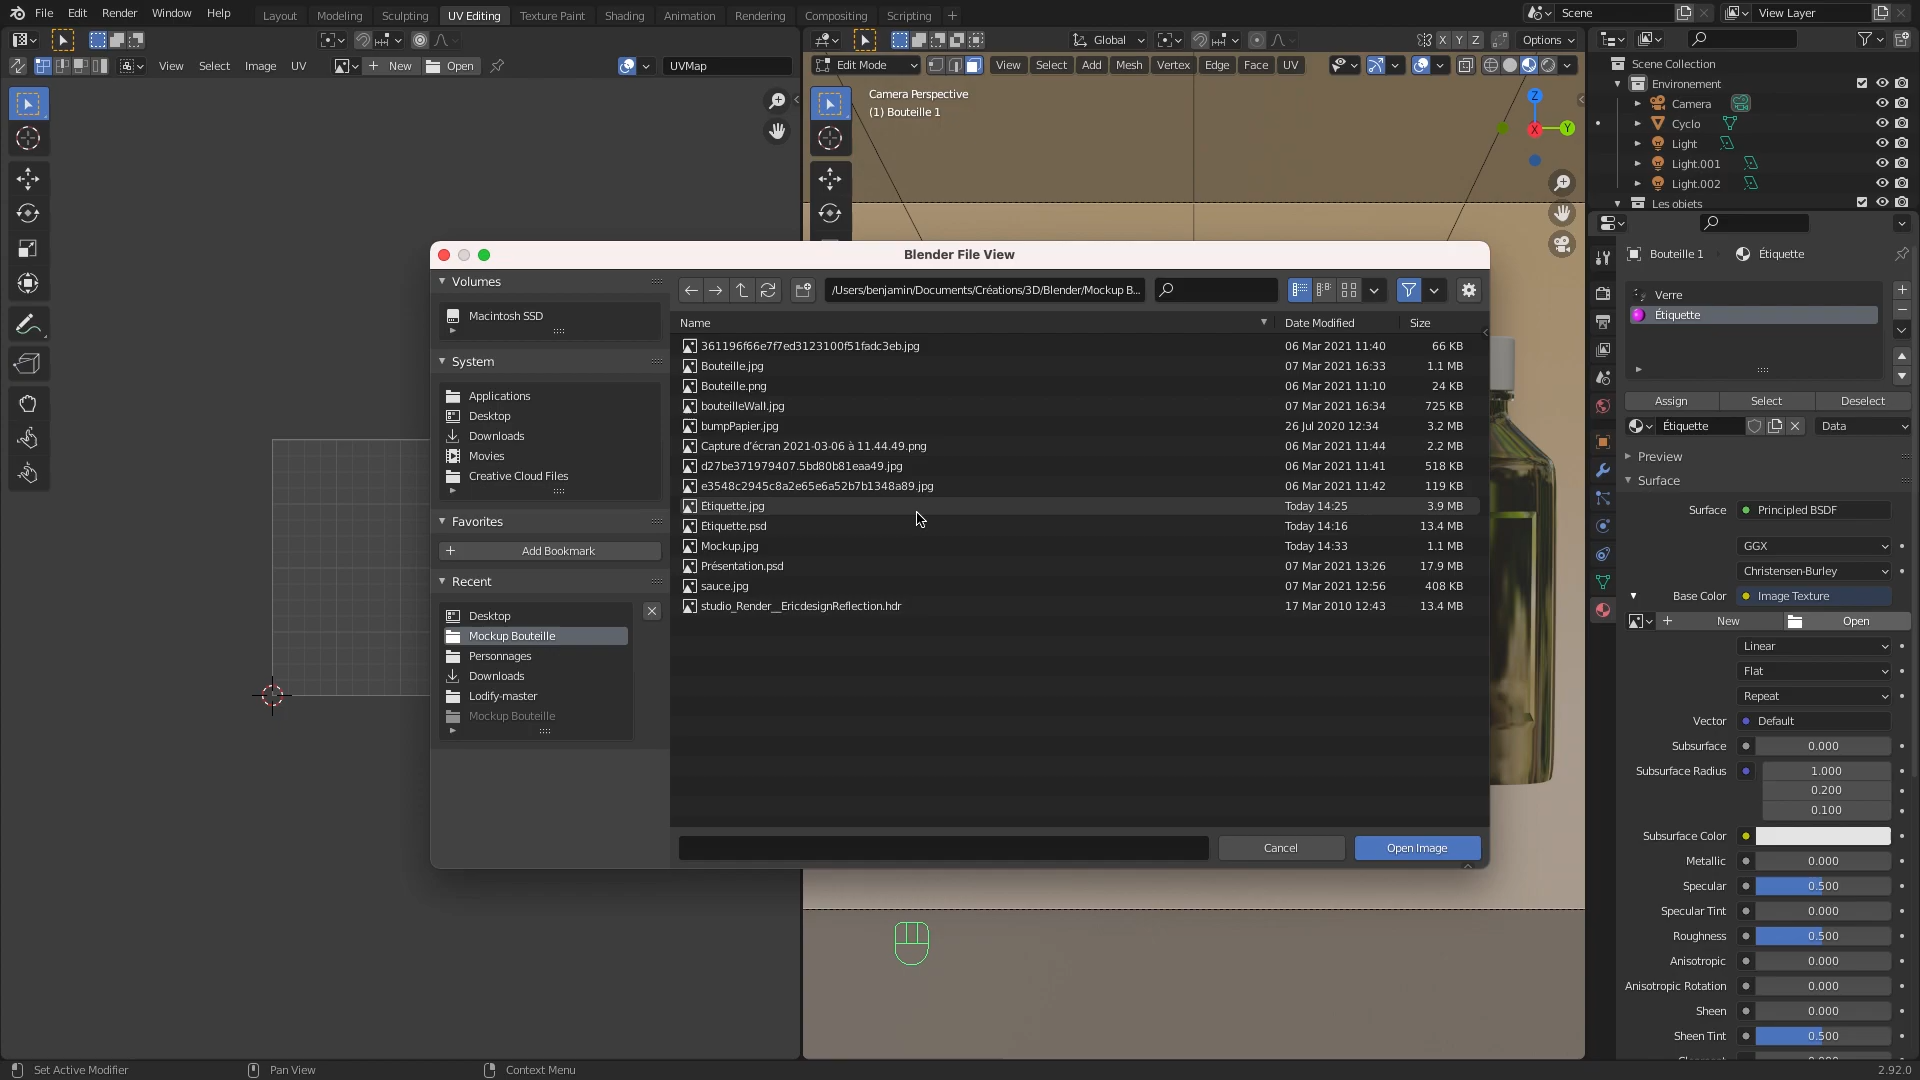 File Edit Render Window Help Layout Modeling Sculpting UV Editing Texture Paint Shading Animation Rendering Compositing Scripting + Scene View Layer
Global X Y Z Options
View Select Image UV + New Open UVMap Edit Mode View Select Add Mesh Vertex Edge Face UV
Scene Collection
Environement
Camera
Cyclo
Light
Light.001
Light.002
Les objets
Camera Perspective
(1) Bouteille 1
Z
X Y
Blender File View
Volumes
Macintosh SSD
System
Applications
Desktop
Downloads
Movies
Creative Cloud Files
Favorites
+ Add Bookmark
Recent
Desktop
Mockup Bouteille
Personnages
Downloads
Lodify-master
Mockup Bouteille
/Users/benjamin/Documents/Créations/3D/Blender/Mockup B...
Name Date Modified Size
361196f66e7f7ed3123100f51fadc3eb.jpg 06 Mar 2021 11:40 66 KB
Bouteille.jpg 07 Mar 2021 16:33 1.1 MB
Bouteille.png 06 Mar 2021 11:10 24 KB
bouteilleWall.jpg 07 Mar 2021 16:34 725 KB
bumpPapier.jpg 26 Jul 2020 12:34 3.2 MB
Capture d'écran 2021-03-06 à 11.44.49.png 06 Mar 2021 11:44 2.2 MB
d27be371979407.5bd80b81eaa49.jpg 06 Mar 2021 11:41 518 KB
e3548c2945c8a2e65e6a52b7b1348a89.jpg 06 Mar 2021 11:42 119 KB
Étiquette.jpg Today 14:25 3.9 MB
Étiquette.psd Today 14:16 13.4 MB
Mockup.jpg Today 14:33 1.1 MB
Présentation.psd 07 Mar 2021 13:26 17.9 MB
sauce.jpg 07 Mar 2021 12:56 408 KB
studio_Render__EricdesignReflection.hdr 17 Mar 2010 12:43 13.4 MB
Cancel Open Image
Bouteille 1 Étiquette
Verre
Étiquette
Assign Select Deselect
Étiquette Data
Preview
Surface
Surface Principled BSDF
GGX
Christensen-Burley
Base Color Image Texture
+ New Open
Linear
Flat
Repeat
Vector Default
Subsurface 0.000
Subsurface Radius 1.000
0.200
0.100
Subsurface Color
Metallic 0.000
Specular 0.500
Specular Tint 0.000
Roughness 0.500
Anisotropic 0.000
Anisotropic Rotation 0.000
Sheen 0.000
Sheen Tint 0.500
Set Active Modifier Pan View Context Menu 2.92.0